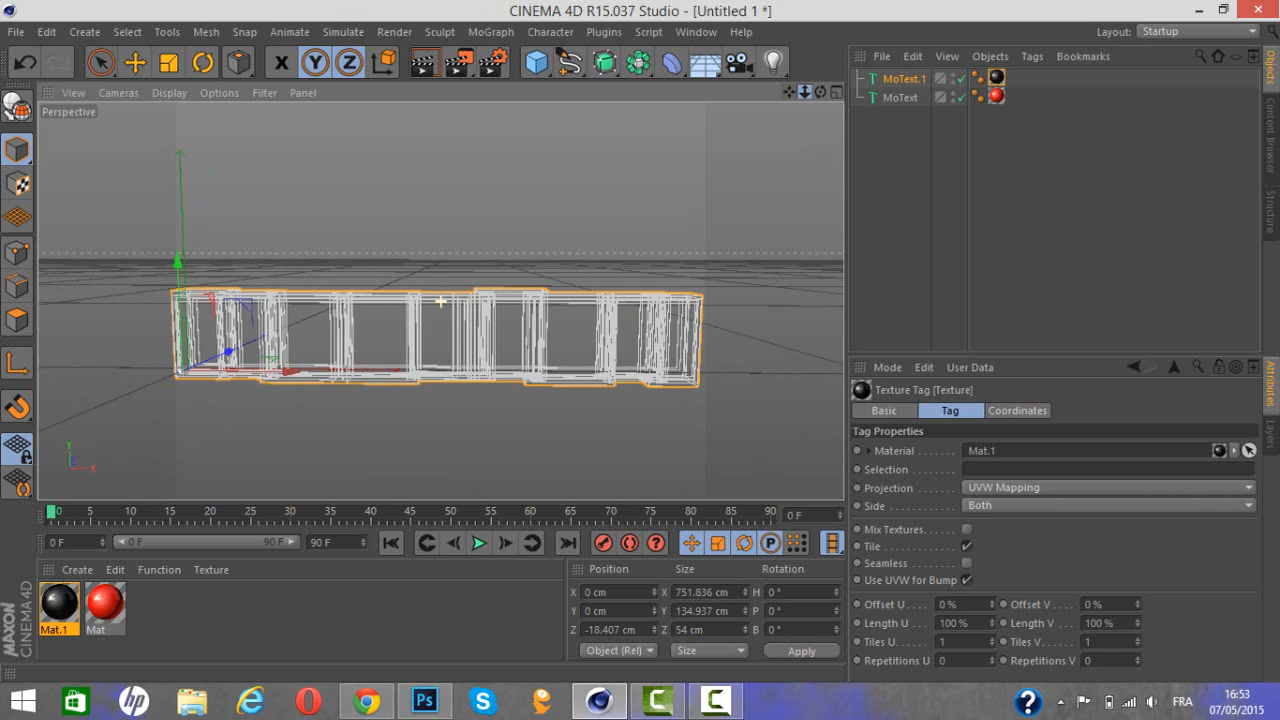 CINEMA 4D R15.037 Studio - [Untitled 1 *]
File Edit Create Select Tools Mesh Snap Animate Simulate Render Sculpt MoGraph Character Plugins Script Window Help
Layout: Startup
X Y Z
View Cameras Display Options Filter Panel
Perspective
Y
X
File Edit View Objects Tags Bookmarks
MoText.1
MoText
Objects
Content Browser
Structure
Mode Edit User Data
Texture Tag [Texture]
Basic Tag Coordinates
Tag Properties
Material Mat.1
Selection
Projection UVW Mapping
Side Both
Mix Textures
Tile
Seamless
Use UVW for Bump
Offset U 0 % Offset V 0 %
Length U 100 % Length V 100 %
Tiles U 1 Tiles V 1
Repetitions U 0 Repetitions V 0
Attributes
Layers
0 5 10 15 20 25 30 35 40 45 50 55 60 65 70 75 80 85 90 0 F
0 F 0 F 90 F 90 F
P
Create Edit Function Texture
Mat.1 Mat
MAXON
CINEMA 4D
Position Size Rotation
X 0 cm X 751.836 cm H 0 °
Y 0 cm Y 134.937 cm P 0 °
Z -18.407 cm Z 54 cm B 0 °
Object (Rel) Size Apply
hp
Ps
FRA
16:53
07/05/2015